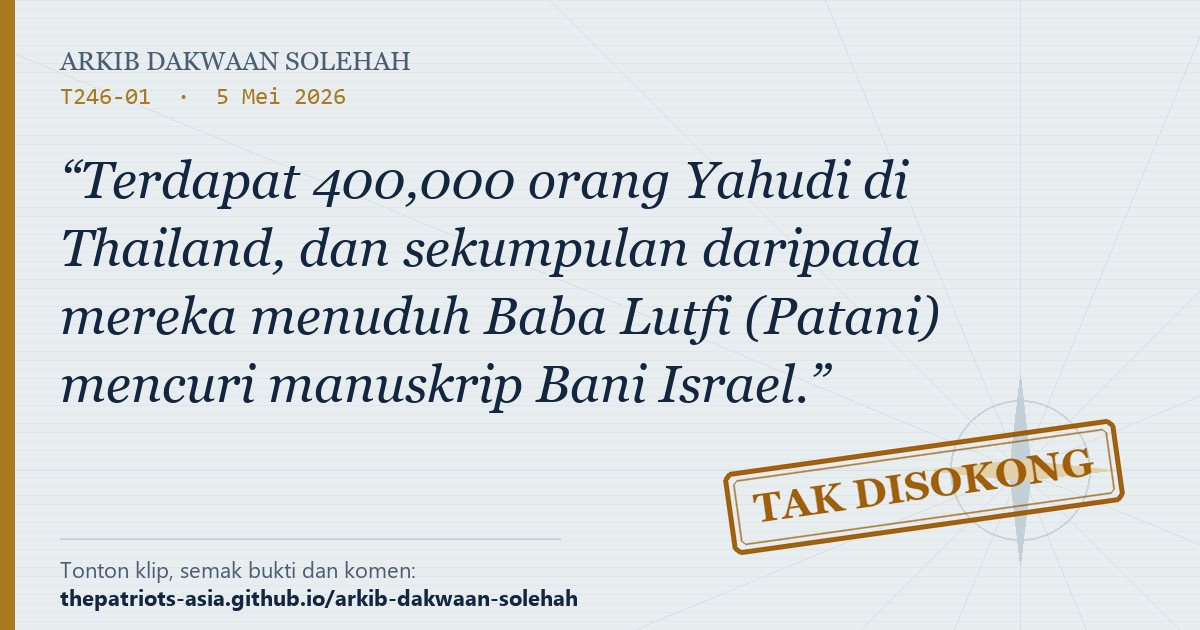 ARKIB DAKWAAN SOLEHAH
T246-01 · 5 Mei 2026
“Terdapat 400,000 orang Yahudi di
Thailand, dan sekumpulan daripada
mereka menuduh Baba Lutfi (Patani)
mencuri manuskrip Bani Israel.”
TAK DISOKONG
Tonton klip, semak bukti dan komen:
thepatriots-asia.github.io/arkib-dakwaan-solehah